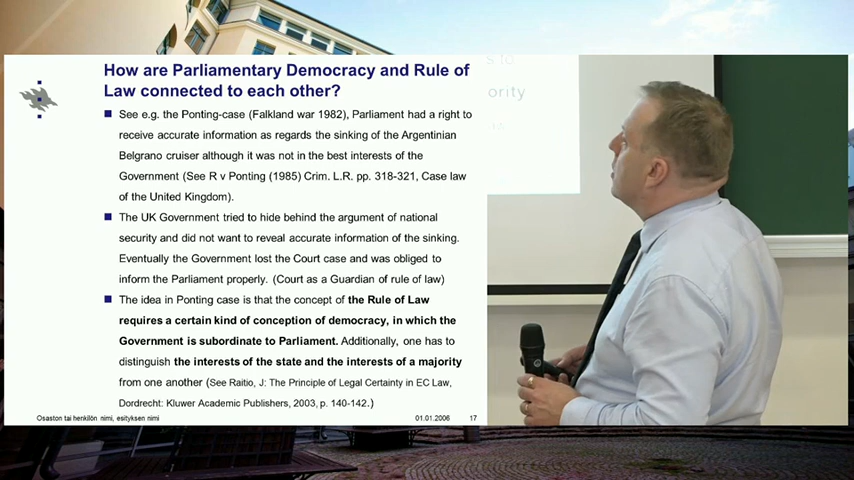 How are Parliamentary Democracy and Rule of
Law connected to each other?
See e.g. the Ponting-case (Falkland war 1982), Parliament had a right to
receive accurate information as regards the sinking of the Argentinian
Belgrano cruiser although it was not in the best interests of the
Government (See R v Ponting (1985) Crim. L.R. pp. 318-321, Case law
of the United Kingdom).
The UK Government tried to hide behind the argument of national
security and did not want to reveal accurate information of the sinking.
Eventually the Government lost the Court case and was obliged to
inform the Parliament properly. (Court as a Guardian of rule of law)
The idea in Ponting case is that the concept of the Rule of Law
requires a certain kind of conception of democracy, in which the
Government is subordinate to Parliament. Additionally, one has to
distinguish the interests of the state and the interests of a majority
from one another (See Raitio, J: The Principle of Legal Certainty in EC Law,
Dordrecht: Kluwer Academic Publishers, 2003, p. 140-142.)
Osaston tai henkilön nimi, esityksen nimi
01.01.2006
17
s to
ority